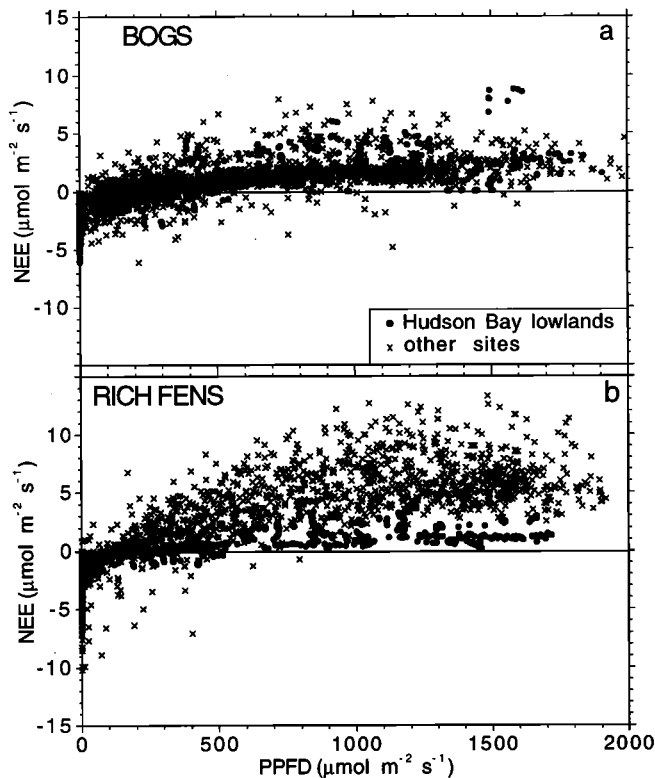 BOGS
a
15
10
5
0
-5
-10
NEE (µmol m⁻² s⁻¹)
● Hudson Bay lowlands
× other sites
RICH FENS
b
10
5
0
-5
-10
-15
NEE (µmol m⁻² s⁻¹)
0 500 1000 1500 2000
PPFD (µmol m⁻² s⁻¹)